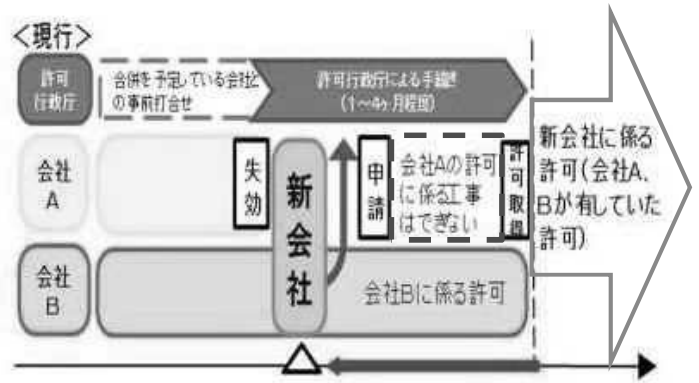 <現行>
許可
行政庁
合併を予定している会社と
の事前打合せ
許可行政庁による手続き
(1〜4ヶ月程度)
会社
A
失効
新会社
申請
会社Aの許可
に係る工事
はできない
許可取得
新会社に係る
許可(会社A、
Bが有していた
許可)
会社
B
会社Bに係る許可